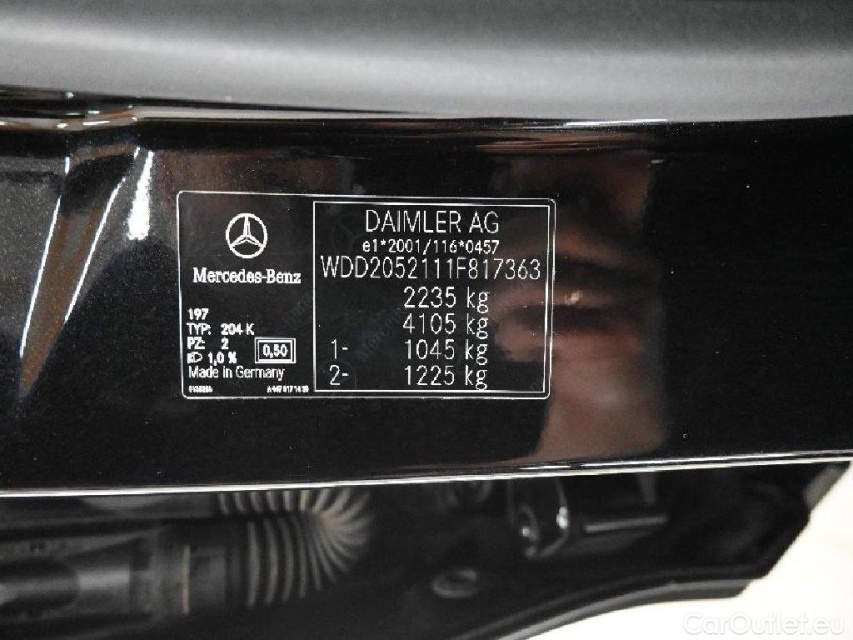 DAIMLER AG
e1*2001/116*0457
WDD2052111F817363
2235 kg
4105 kg
1- 1045 kg
2- 1225 kg
Mercedes-Benz
197
TYP: 204 K
PZ: 2
1,0 % 0,50
Made in Germany
CarOutlet.eu